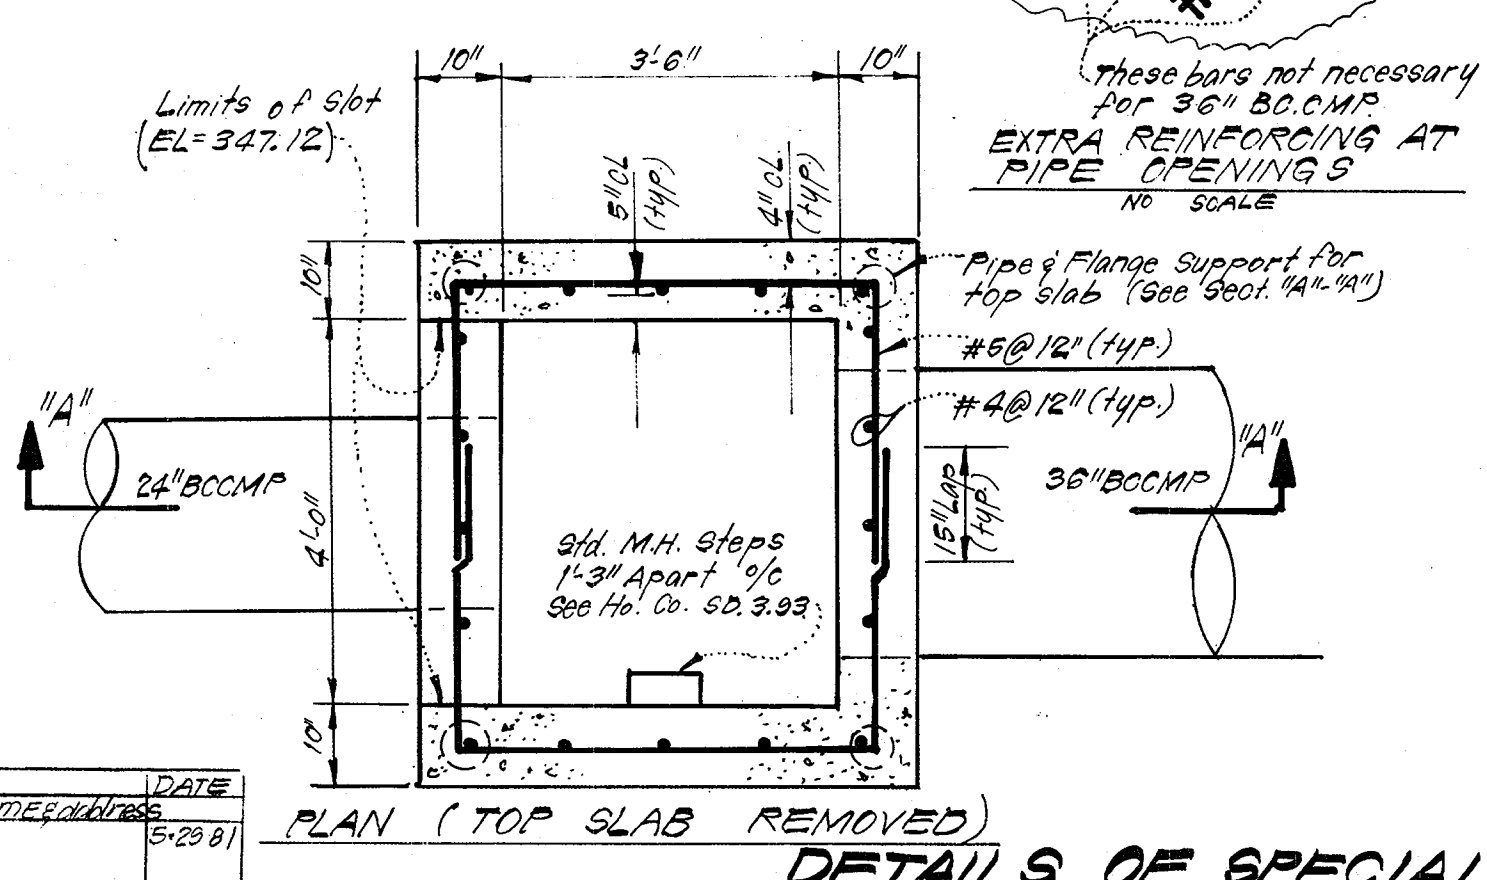 10"
3'-6"
10"
These bars not necessary
for 36" BC.CMP.
EXTRA REINFORCING AT
PIPE OPENINGS
NO SCALE
Limits of Slot
(EL=347.12)
5" CL
(typ.)
4" CL.
(typ.)
10"
Pipe & Flange Support for
top slab (See Sect. "A"-"A")
#5@12" (typ.)
#4@12" (typ.)
"A"
24" BCCMP
4'-0"
15" Lap
(typ.)
36" BCCMP
"A"
Std. M.H. Steps
1'-3" Apart o/c
See Ho. Co. SD. 3.93
10"
DATE
ME & address
5-29 81
PLAN (TOP SLAB REMOVED)
DETAILS OF SPECIAL